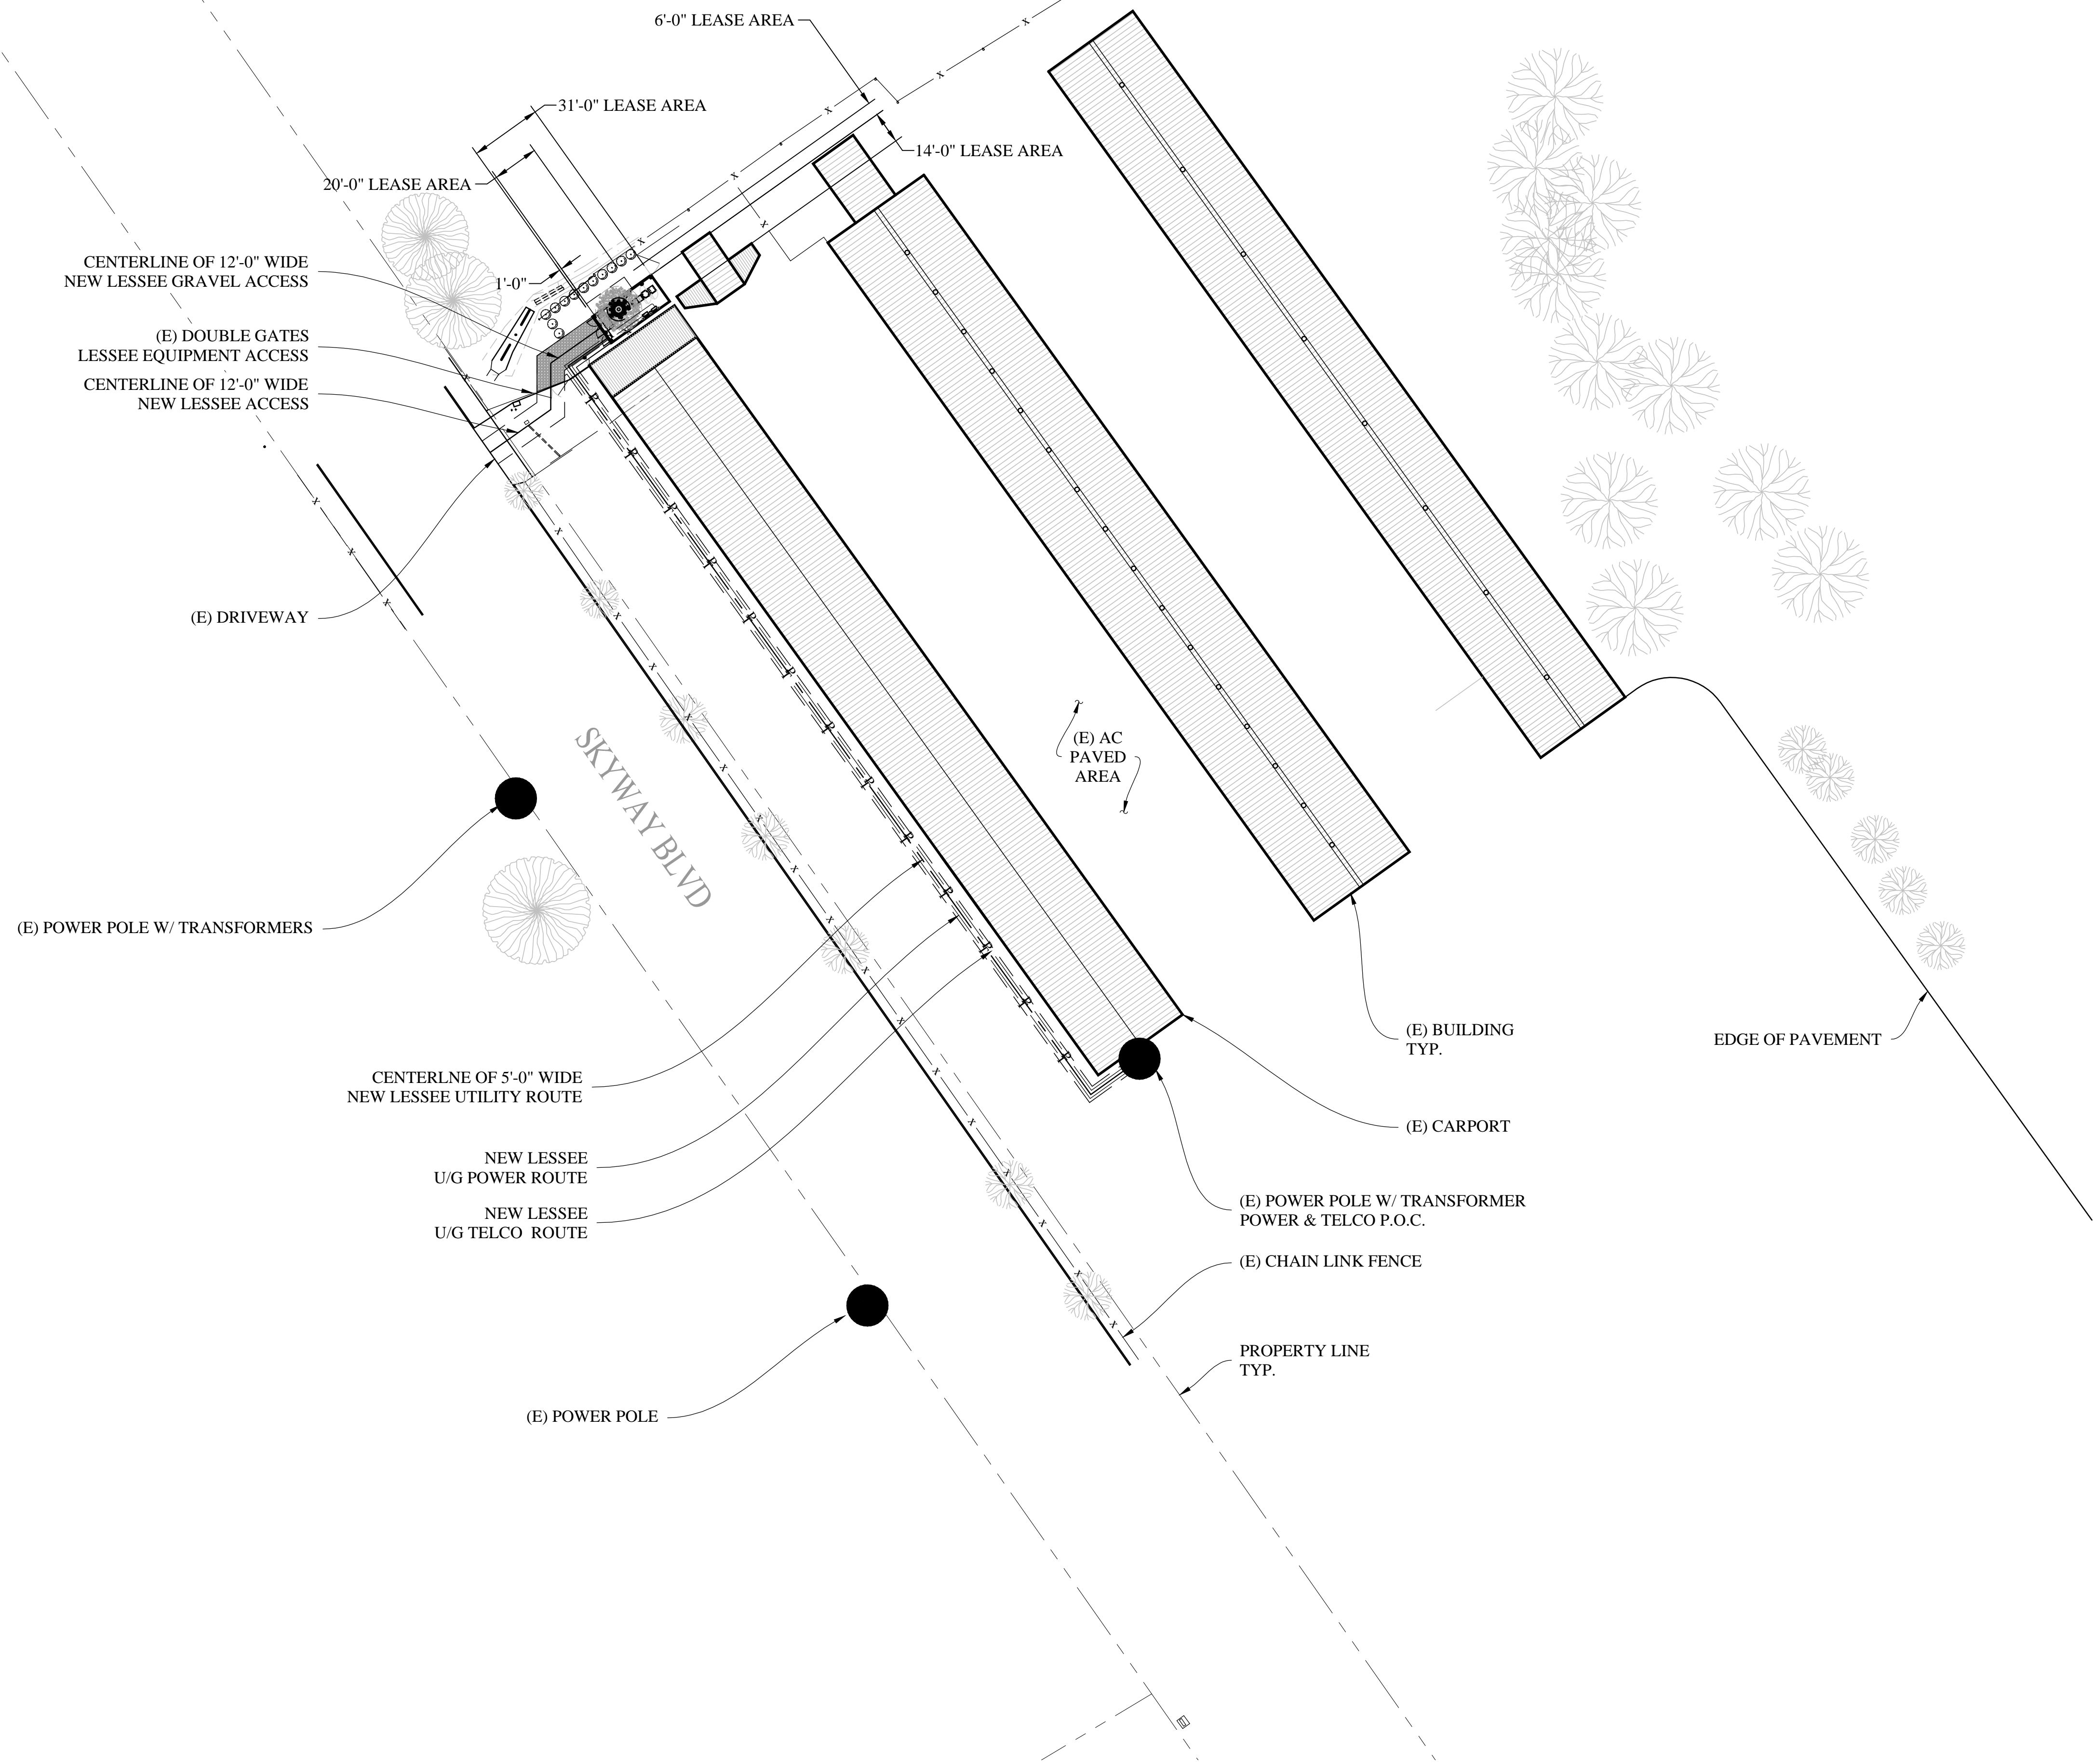 6'-0" LEASE AREA
31'-0" LEASE AREA
14'-0" LEASE AREA
20'-0" LEASE AREA
CENTERLINE OF 12'-0" WIDE
NEW LESSEE GRAVEL ACCESS
1'-0"
(E) DOUBLE GATES
LESSEE EQUIPMENT ACCESS
CENTERLINE OF 12'-0" WIDE
NEW LESSEE ACCESS
(E) DRIVEWAY
(E) AC
PAVED
AREA
SKYWAY BLVD
(E) POWER POLE W/ TRANSFORMERS
(E) BUILDING
TYP.
EDGE OF PAVEMENT
CENTERLNE OF 5'-0" WIDE
NEW LESSEE UTILITY ROUTE
(E) CARPORT
NEW LESSEE
U/G POWER ROUTE
(E) POWER POLE W/ TRANSFORMER
POWER & TELCO P.O.C.
NEW LESSEE
U/G TELCO ROUTE
(E) CHAIN LINK FENCE
PROPERTY LINE
TYP.
(E) POWER POLE